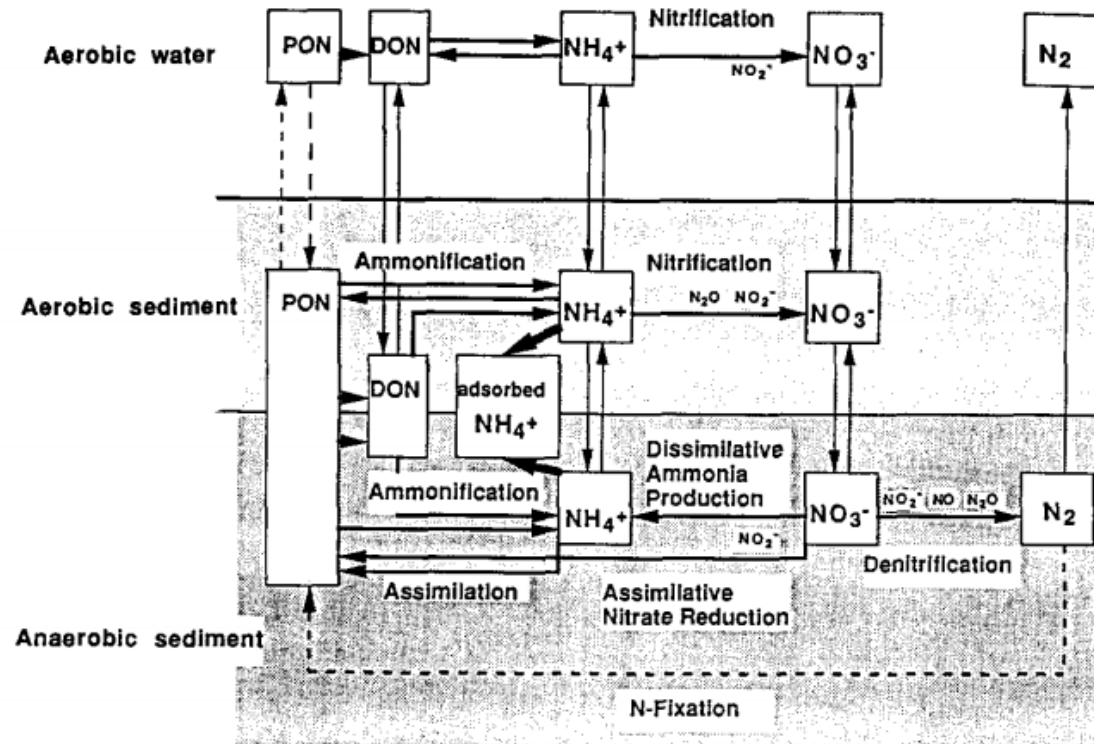 Nitrification
Aerobic water
PON
DON
NH₄⁺
NO₂⁻
NO₃⁻
N₂
Ammonification
Nitrification
Aerobic sediment
PON
NH₄⁺
N₂O NO₂⁻
NO₃⁻
DON
adsorbed
NH₄⁺
Dissimilative
Ammonia
Production
Ammonification
NH₄⁺
NO₂⁻
NO₃⁻
NO₂⁻ NO N₂O
N₂
Denitrification
Assimilation
Assimilative
Nitrate Reduction
Anaerobic sediment
N-Fixation